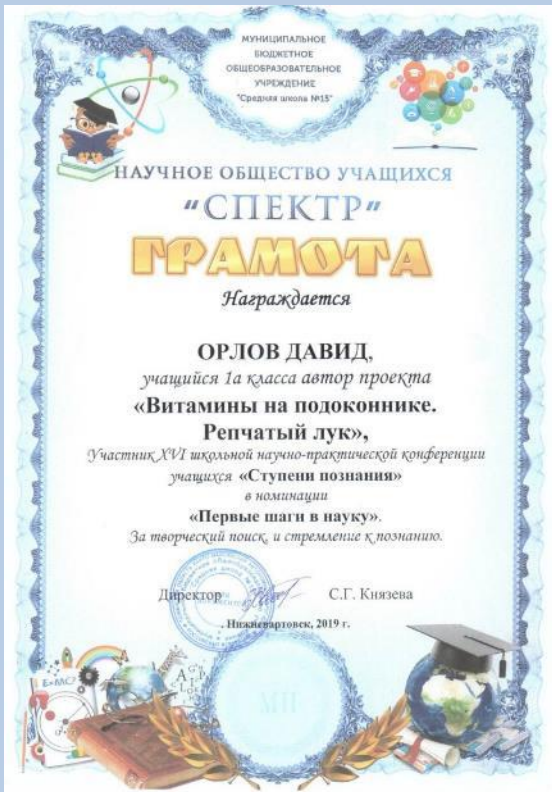 МУНИЦИПАЛЬНОЕ
БЮДЖЕТНОЕ
ОБЩЕОБРАЗОВАТЕЛЬНОЕ
УЧРЕЖДЕНИЕ
"Средняя школа №15"
НАУЧНОЕ ОБЩЕСТВО УЧАЩИХСЯ
"СПЕКТР"
ГРАМОТА
Награждается
ОРЛОВ ДАВИД,
учащийся 1а класса автор проекта
«Витамины на подоконнике.
Репчатый лук»,
Участник XVI школьной научно-практической конференции
учащихся «Ступени познания»
в номинации
«Первые шаги в науку».
За творческий поиск, и стремление к познанию.
Директор С.Г. Князева
. Нижневартовск, 2019 г.